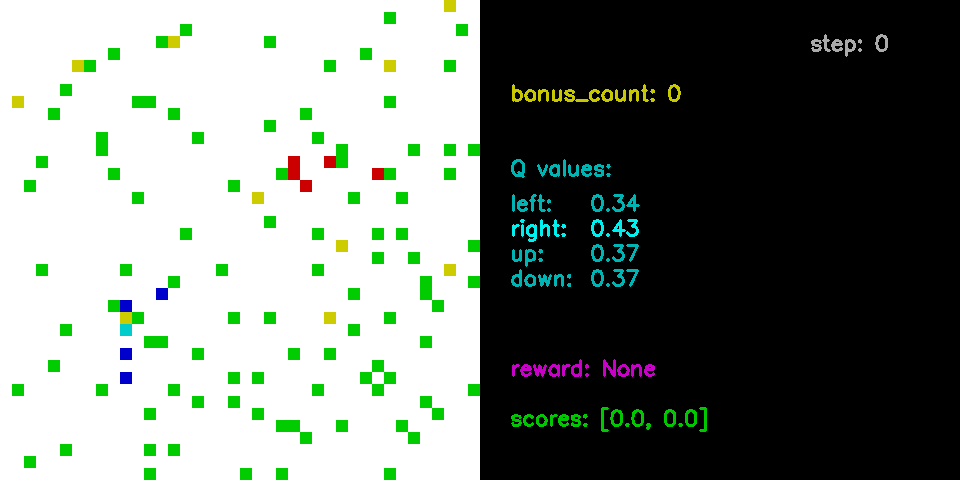 step: 0
bonus_count: 0
Q values:
left: 0.34
right: 0.43
up: 0.37
down: 0.37
reward: None
scores: [0.0, 0.0]